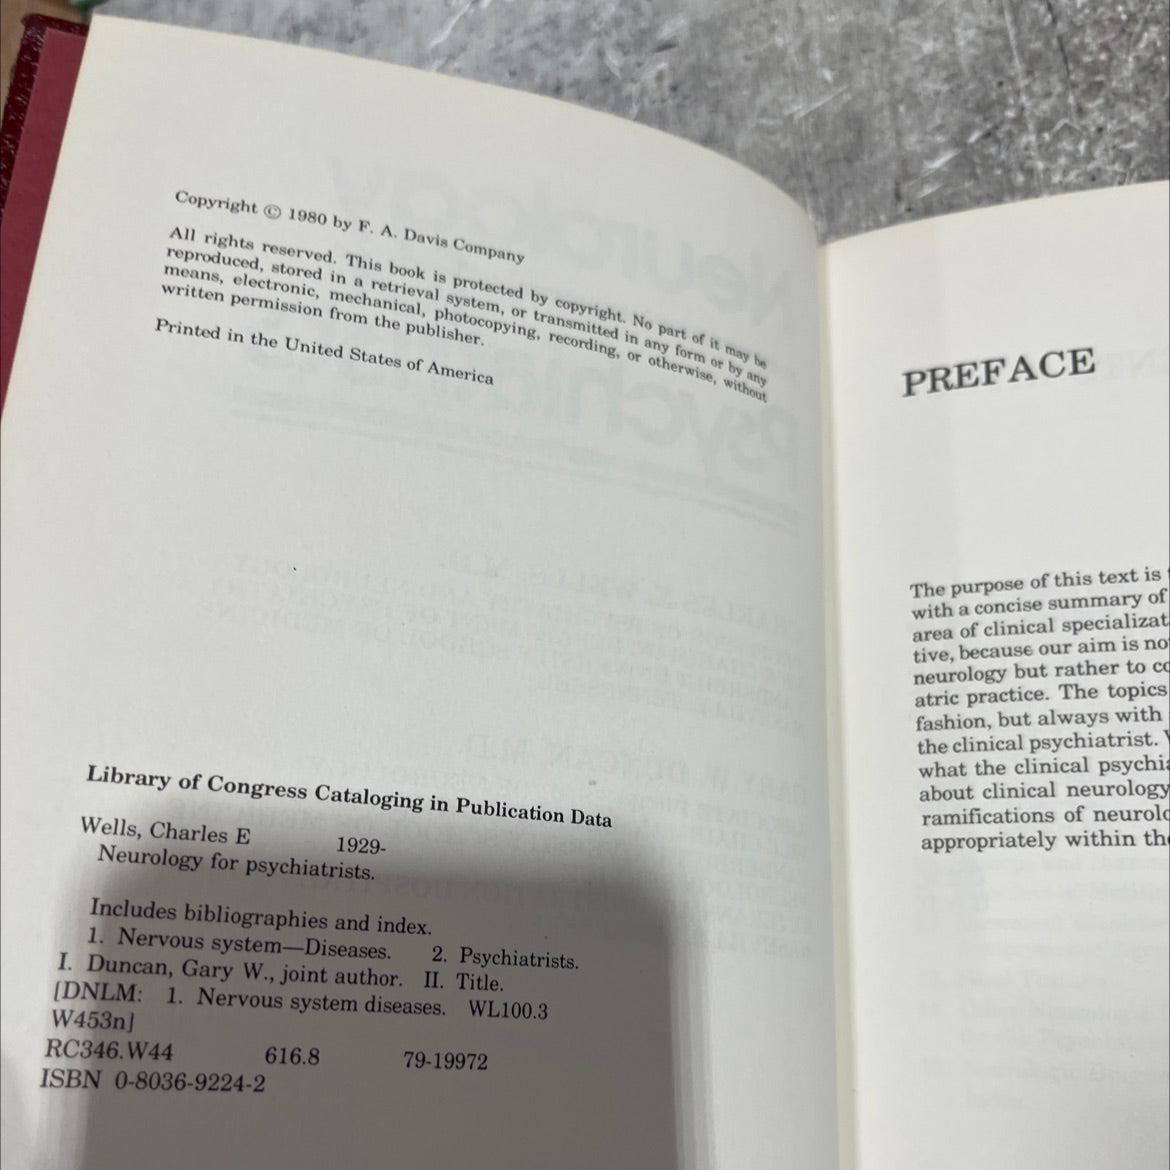 Copyright © 1980 by F. A. Davis Company
All rights reserved. This book is protected by copyright. No part of it may be
reproduced, stored in a retrieval system, or transmitted in any form or by any
means, electronic, mechanical, photocopying, recording, or otherwise, without
written permission from the publisher.
Printed in the United States of America
Library of Congress Cataloging in Publication Data
Wells, Charles E 1929-
Neurology for psychiatrists.
Includes bibliographies and index.
1. Nervous system—Diseases. 2. Psychiatrists.
I. Duncan, Gary W., joint author. II. Title.
[DNLM: 1. Nervous system diseases. WL100.3
W453n]
RC346.W44 616.8 79-19972
ISBN 0-8036-9224-2
PREFACE
The purpose of this text is
with a concise summary of
area of clinical specializat
tive, because our aim is no
neurology but rather to co
atric practice. The topics
fashion, but always with
the clinical psychiatrist.
what the clinical psychia
about clinical neurology
ramifications of neurolo
appropriately within the